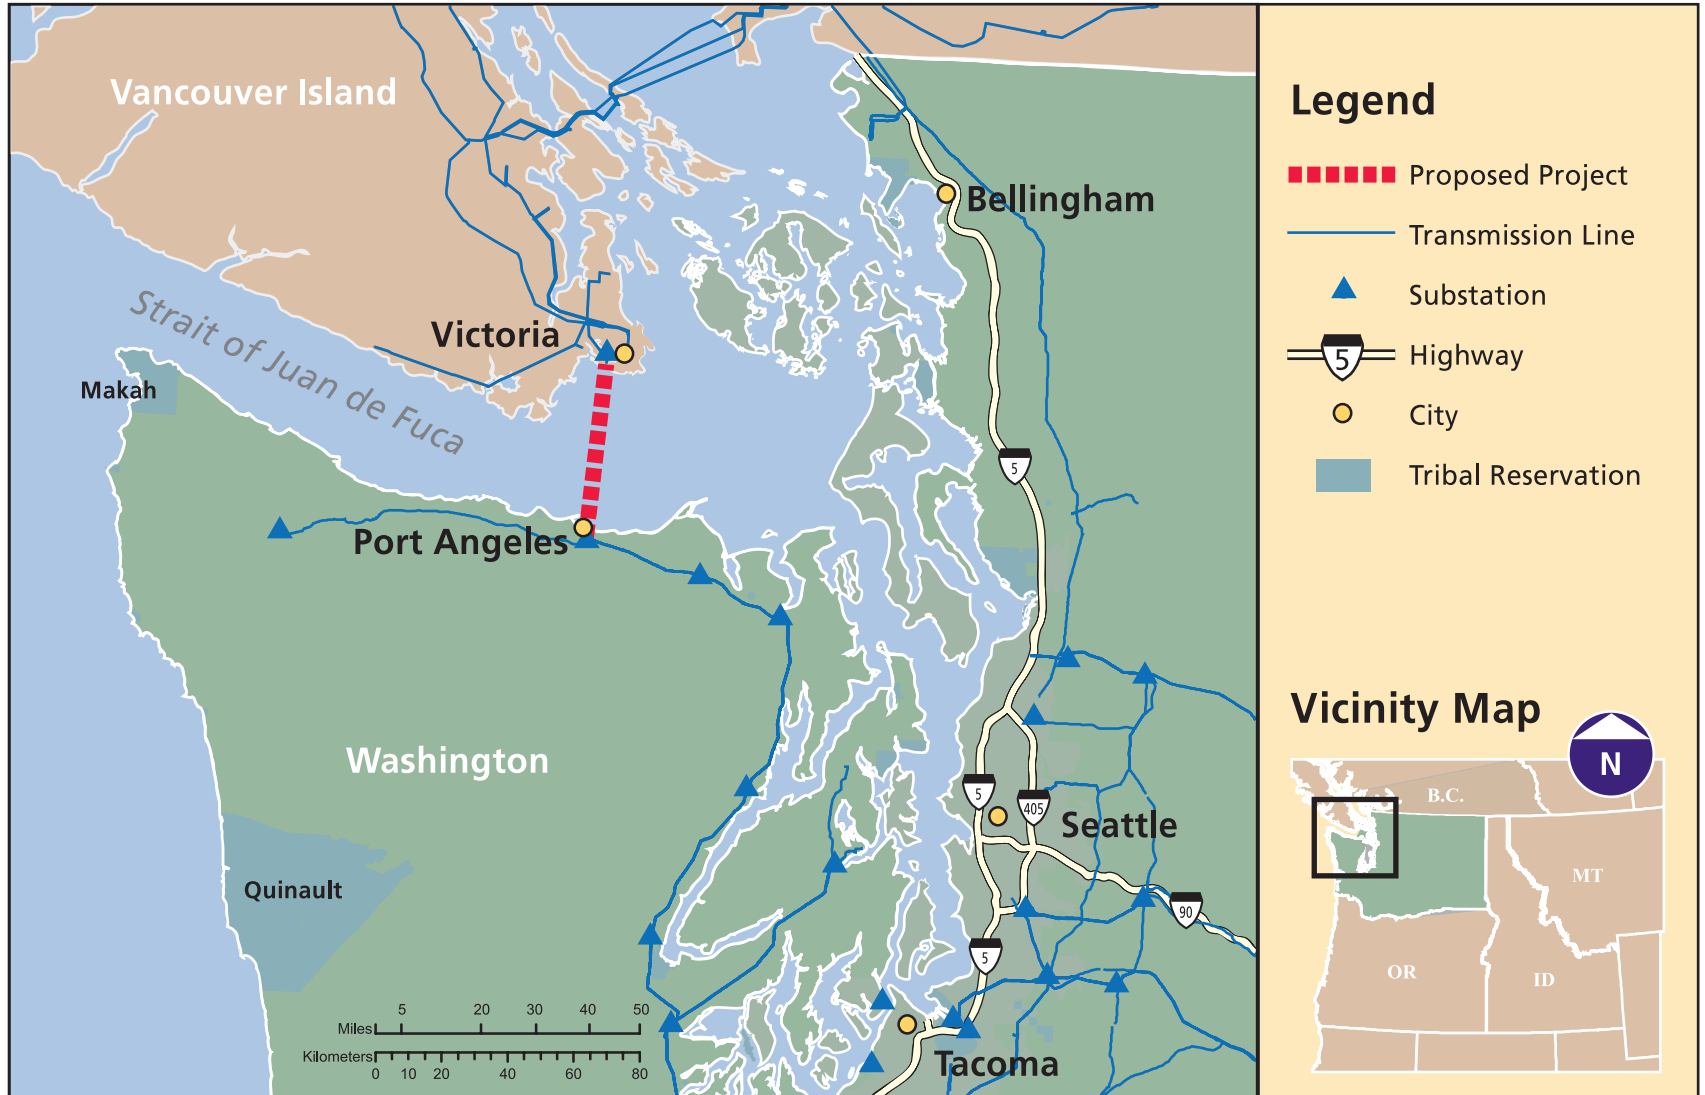 Vancouver Island
Bellingham
Strait of Juan de Fuca
Victoria
Makah
Port Angeles
5
Washington
5
405
Seattle
Quinault
90
5
Tacoma
5 20 30 40 50
Miles
Kilometers
0 10 20 40 60 80
Legend
Proposed Project
Transmission Line
Substation
5 Highway
City
Tribal Reservation
Vicinity Map
N
B.C.
MT
OR
ID